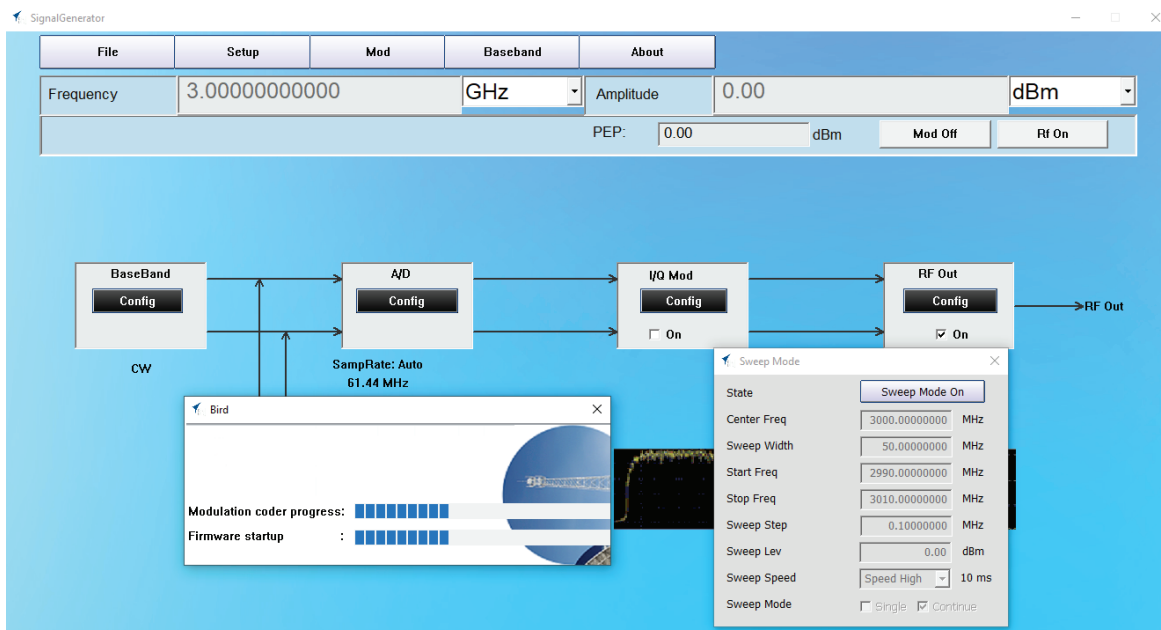 SignalGenerator
File Setup Mod Baseband About
Frequency 3.00000000000 GHz Amplitude 0.00 dBm
PEP: 0.00 dBm Mod Off Rf On
BaseBand A/D I/Q Mod RF Out
Config Config Config Config
RF Out
On On
CW SampRate: Auto
61.44 MHz
Bird
Modulation coder progress:
Firmware startup :
Sweep Mode
State Sweep Mode On
Center Freq 3000.00000000 MHz
Sweep Width 50.00000000 MHz
Start Freq 2990.00000000 MHz
Stop Freq 3010.00000000 MHz
Sweep Step 0.10000000 MHz
Sweep Lev 0.00 dBm
Sweep Speed Speed High 10 ms
Sweep Mode Single Continue